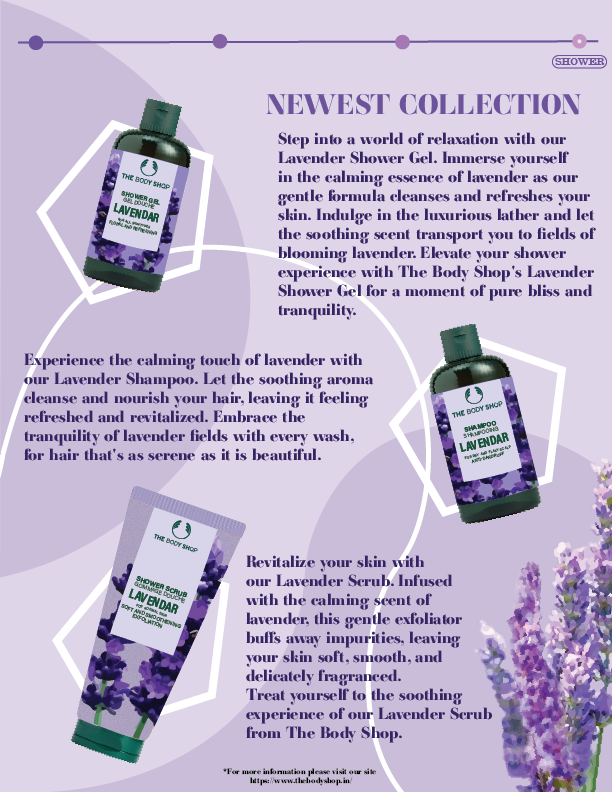 SHOWER
NEWEST COLLECTION
Step into a world of relaxation with our
Lavender Shower Gel. Immerse yourself
in the calming essence of lavender as our
gentle formula cleanses and refreshes your
skin. Indulge in the luxurious lather and let
the soothing scent transport you to fields of
blooming lavender. Elevate your shower
experience with The Body Shop's Lavender
Shower Gel for a moment of pure bliss and
tranquility.
THE BODY SHOP
SHOWER GEL
GEL DOUCHE
LAVENDAR
Experience the calming touch of lavender with
our Lavender Shampoo. Let the soothing aroma
cleanse and nourish your hair, leaving it feeling
refreshed and revitalized. Embrace the
tranquility of lavender fields with every wash,
for hair that's as serene as it is beautiful.
THE BODY SHOP
SHAMPOO
SHAMPOOING
LAVENDAR
ANTI-DANDRUFF
THE BODY SHOP
SHOWER SCRUB
GOMMAGE DOUCHE
LAVENDAR
FOR NORMAL SKIN
SOFT AND SMOOTHENING
EXFOLIATION
Revitalize your skin with
our Lavender Scrub. Infused
with the calming scent of
lavender, this gentle exfoliator
buffs away impurities, leaving
your skin soft, smooth, and
delicately fragranced.
Treat yourself to the soothing
experience of our Lavender Scrub
from The Body Shop.
*For more information please visit our site
https://www.thebodyshop.in/